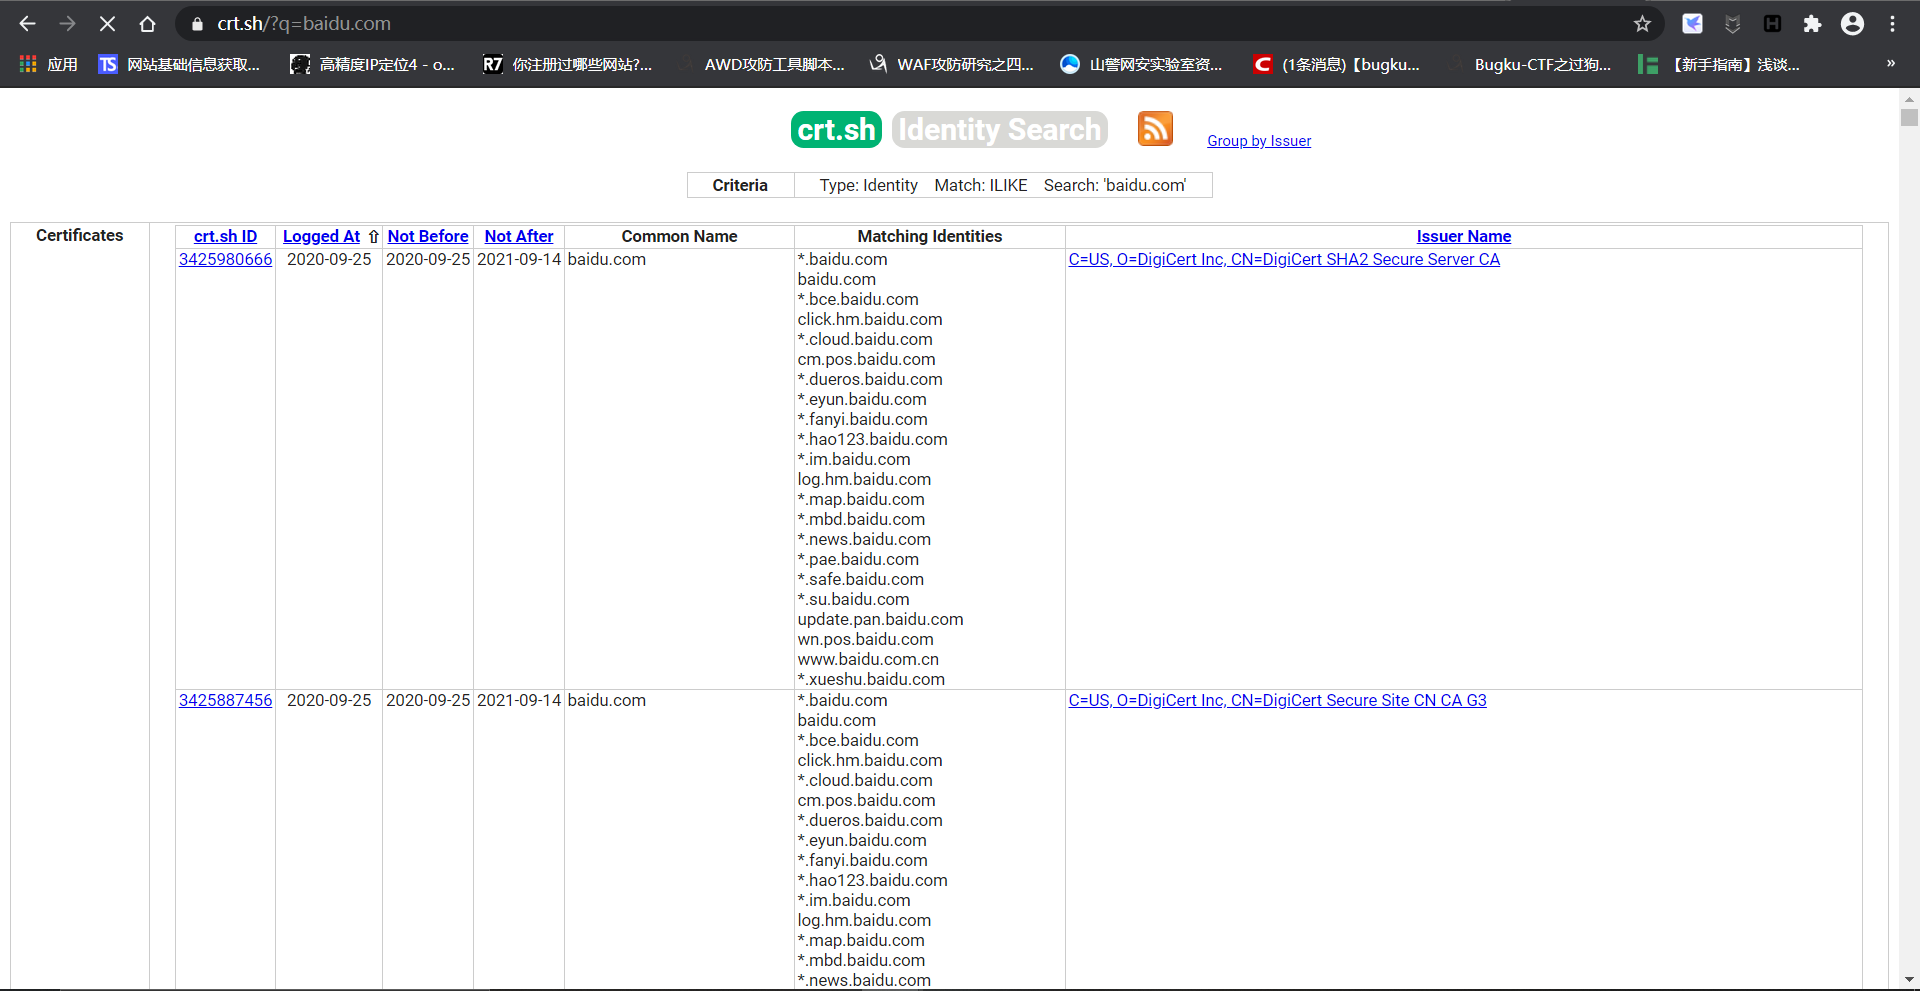 crt.sh/?q=baidu.com
应用 网站基础信息获取... 高精度IP定位4 - o... R7 你注册过哪些网站?... AWD攻防工具脚本... WAF攻防研究之四... 山警网安实验室资... (1条消息)【bugku... Bugku-CTF之过狗... 【新手指南】浅谈... »
crt.sh Identity Search Group by Issuer
Criteria Type: Identity Match: ILIKE Search: 'baidu.com'
Certificates crt.sh ID Logged At ⇧ Not Before Not After Common Name Matching Identities Issuer Name
3425980666 2020-09-25 2020-09-25 2021-09-14 baidu.com *.baidu.com C=US, O=DigiCert Inc, CN=DigiCert SHA2 Secure Server CA
baidu.com
*.bce.baidu.com
click.hm.baidu.com
*.cloud.baidu.com
cm.pos.baidu.com
*.dueros.baidu.com
*.eyun.baidu.com
*.fanyi.baidu.com
*.hao123.baidu.com
*.im.baidu.com
log.hm.baidu.com
*.map.baidu.com
*.mbd.baidu.com
*.news.baidu.com
*.pae.baidu.com
*.safe.baidu.com
*.su.baidu.com
update.pan.baidu.com
wn.pos.baidu.com
www.baidu.com.cn
*.xueshu.baidu.com
3425887456 2020-09-25 2020-09-25 2021-09-14 baidu.com *.baidu.com C=US, O=DigiCert Inc, CN=DigiCert Secure Site CN CA G3
baidu.com
*.bce.baidu.com
click.hm.baidu.com
*.cloud.baidu.com
cm.pos.baidu.com
*.dueros.baidu.com
*.eyun.baidu.com
*.fanyi.baidu.com
*.hao123.baidu.com
*.im.baidu.com
log.hm.baidu.com
*.map.baidu.com
*.mbd.baidu.com
*.news.baidu.com